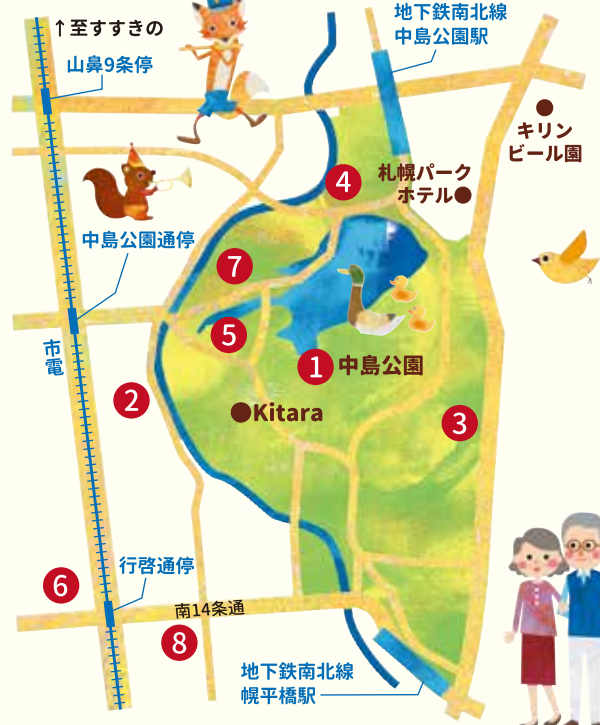 ↑至すすきの
地下鉄南北線
中島公園駅
山鼻9条停
キリン
ビール園
札幌パーク
ホテル
4
中島公園通停
7
5
市電
1
中島公園
2
Kitara
3
行啓通停
6
南14条通
8
地下鉄南北線
幌平橋駅